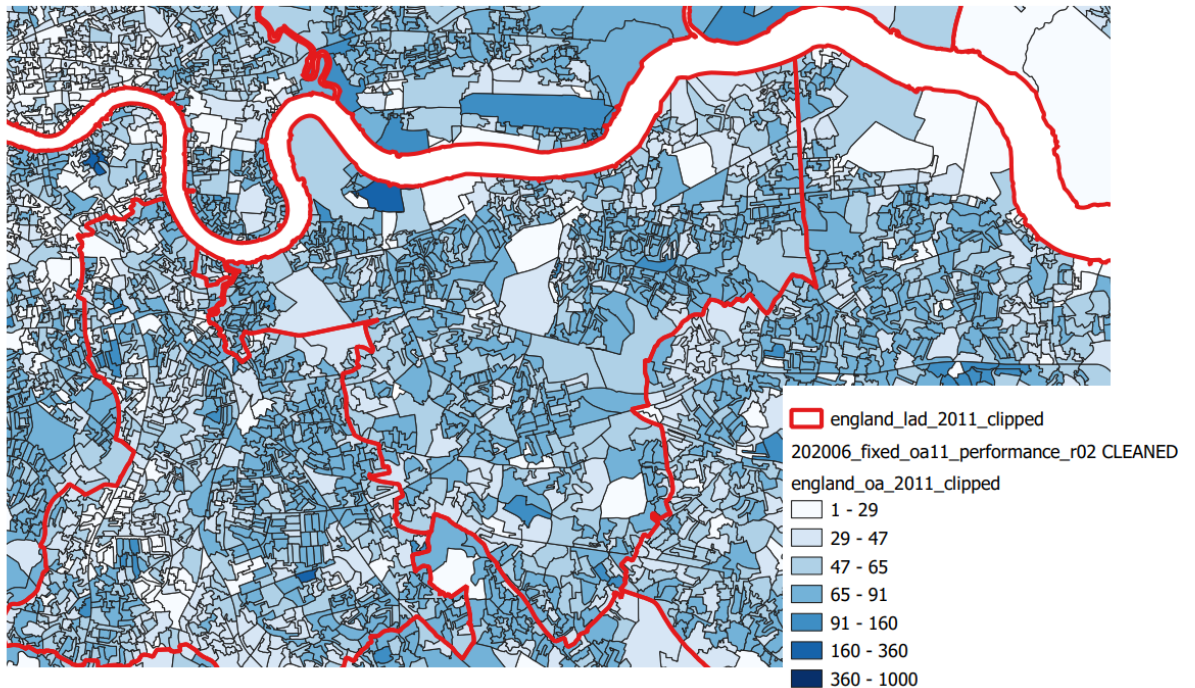 england_lad_2011_clipped
202006_fixed_oa11_performance_r02 CLEANED
england_oa_2011_clipped
1 - 29
29 - 47
47 - 65
65 - 91
91 - 160
160 - 360
360 - 1000